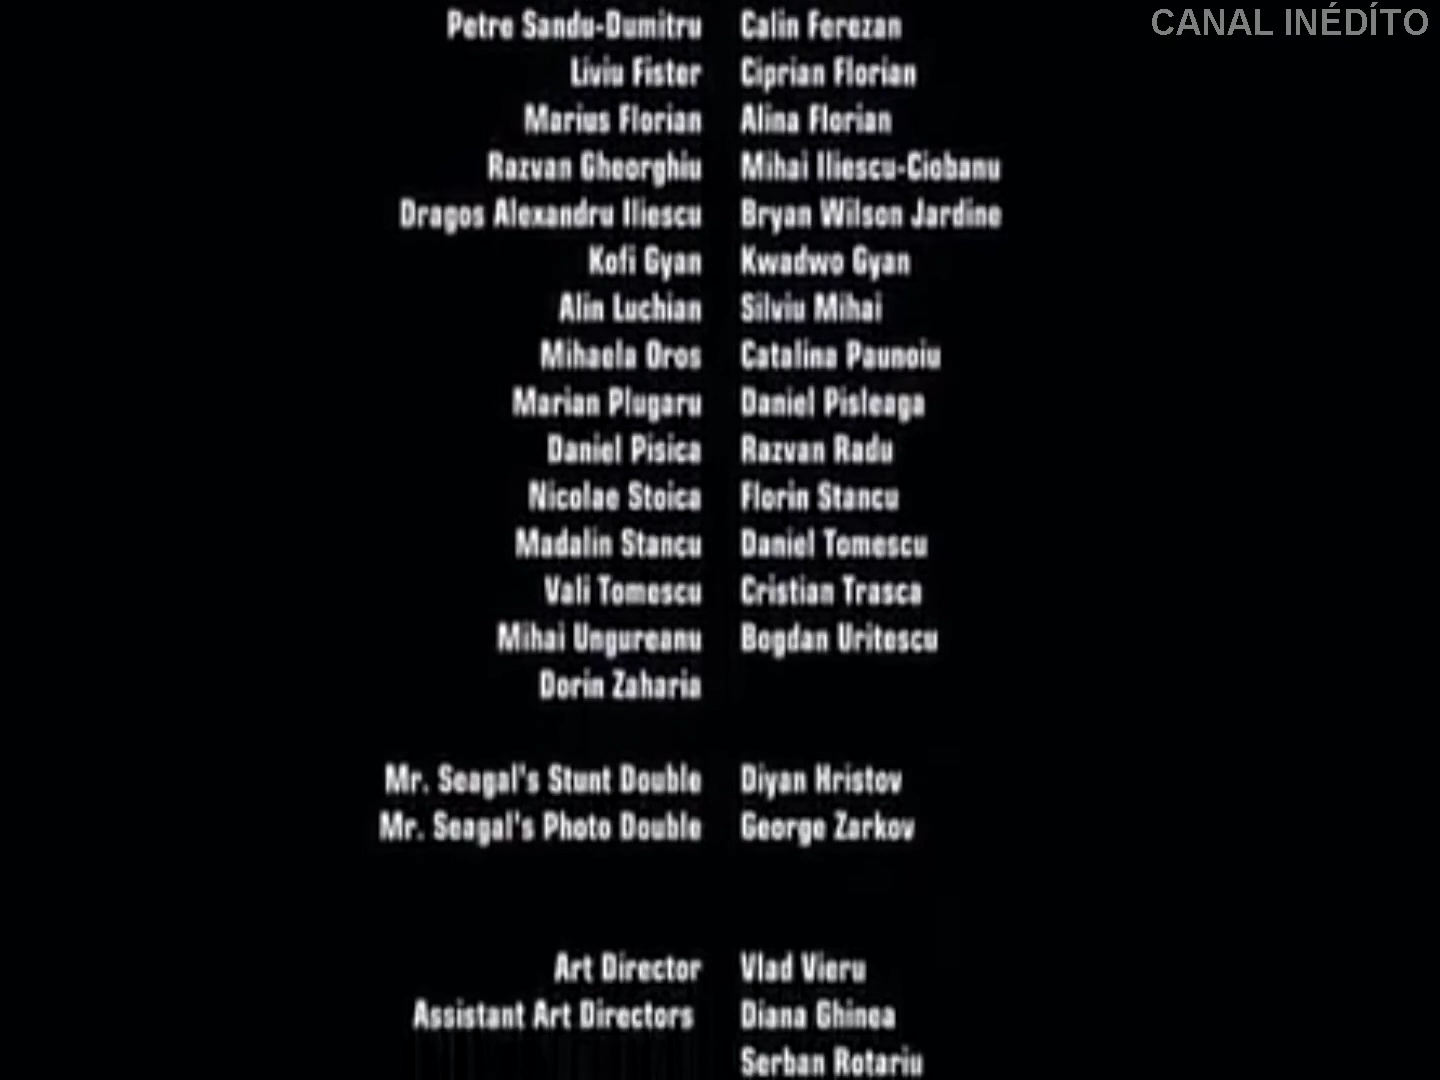 CANAL INÉDÍTO
Petre Sandu-Dumitru Calin Ferezan
Liviu Fister Ciprian Florian
Marius Florian Alina Florian
Razvan Gheorghiu Mihai Iliescu-Ciobanu
Dragos Alexandru Iliescu Bryan Wilson Jardine
Kofi Gyan Kwadwo Gyan
Alin Luchian Silviu Mihai
Mihaela Oros Catalina Paunoiu
Marian Plugaru Daniel Pisleaga
Daniel Pisica Razvan Radu
Nicolae Stoica Florin Stancu
Madalin Stancu Daniel Tomescu
Vali Tomescu Cristian Trasca
Mihai Ungureanu Bogdan Uritescu
Dorin Zaharia
Mr. Seagal's Stunt Double Diyan Hristov
Mr. Seagal's Photo Double George Zarkov
Art Director Vlad Vieru
Assistant Art Directors Diana Ghinea
Serban Rotariu